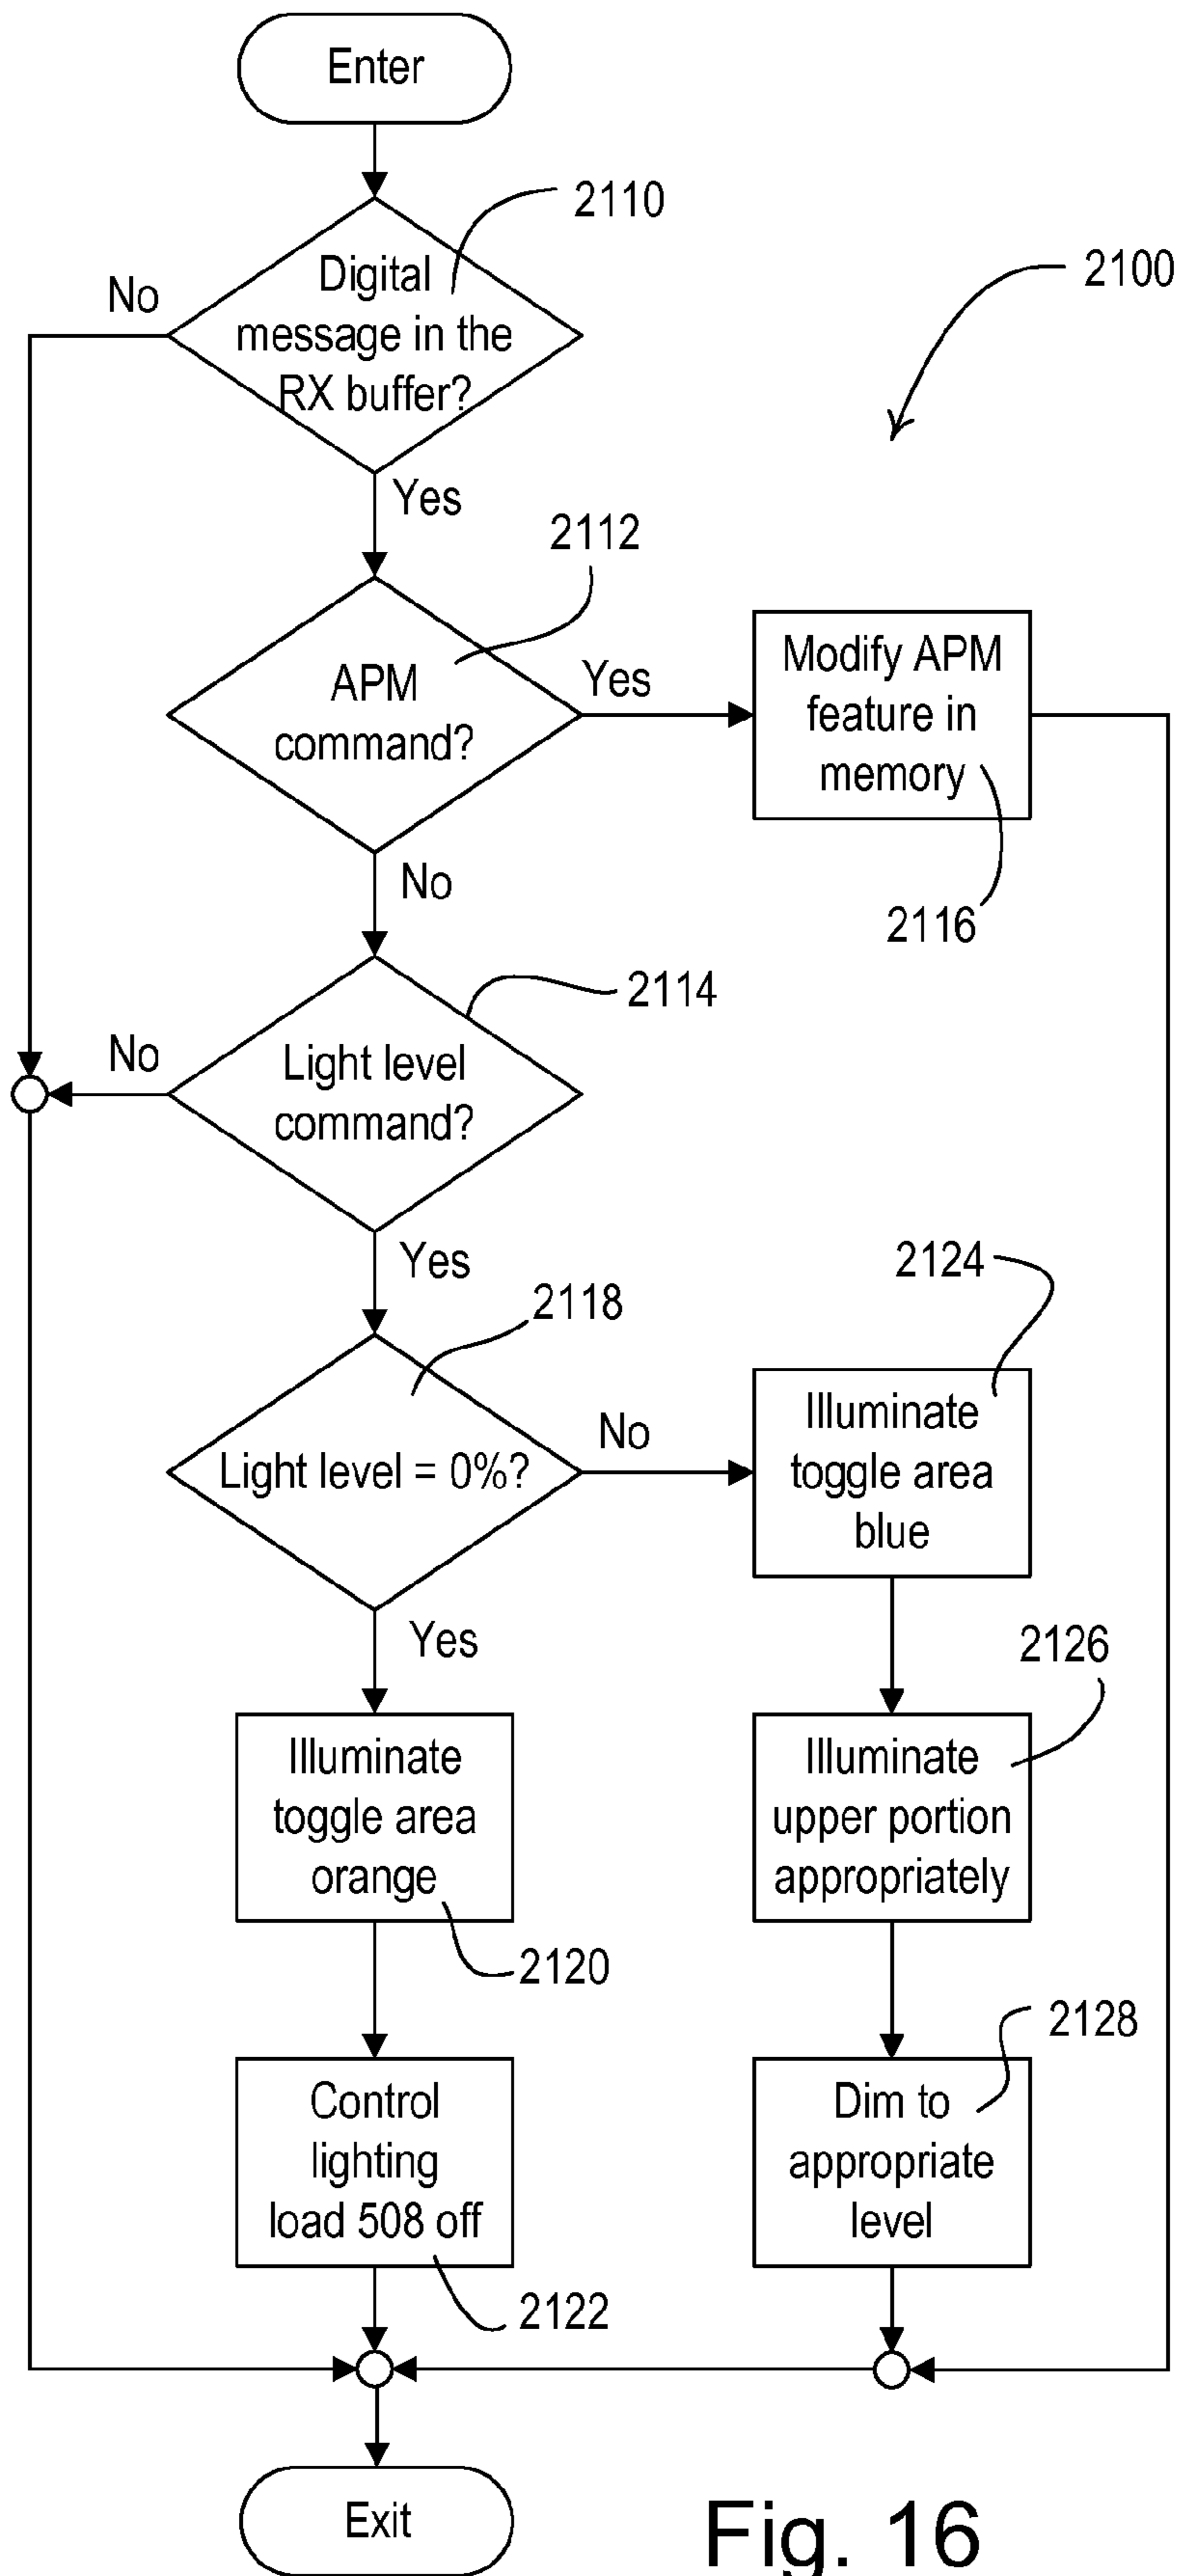 Enter
2110
2100
Digital
message in the
RX buffer?
No
Yes
2112
APM
command?
Yes
Modify APM
feature in
memory
2116
No
2114
Light level
command?
No
Yes
2118
2124
Light level = 0%?
No
Illuminate
toggle area
blue
Yes
2126
Illuminate
toggle area
orange
2120
Illuminate
upper portion
appropriately
2128
Control
lighting
load 508 off
2122
Dim to
appropriate
level
Exit
Fig. 16